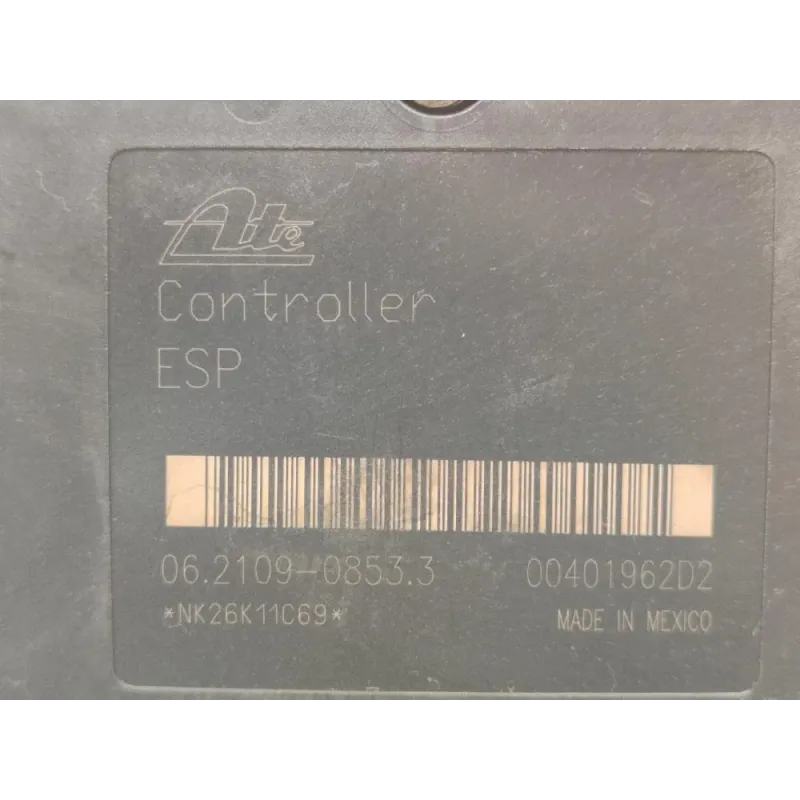 Ate
Controller
ESP
06.2109-0853.3 00401962D2
*NK26K11C69* MADE IN MEXICO